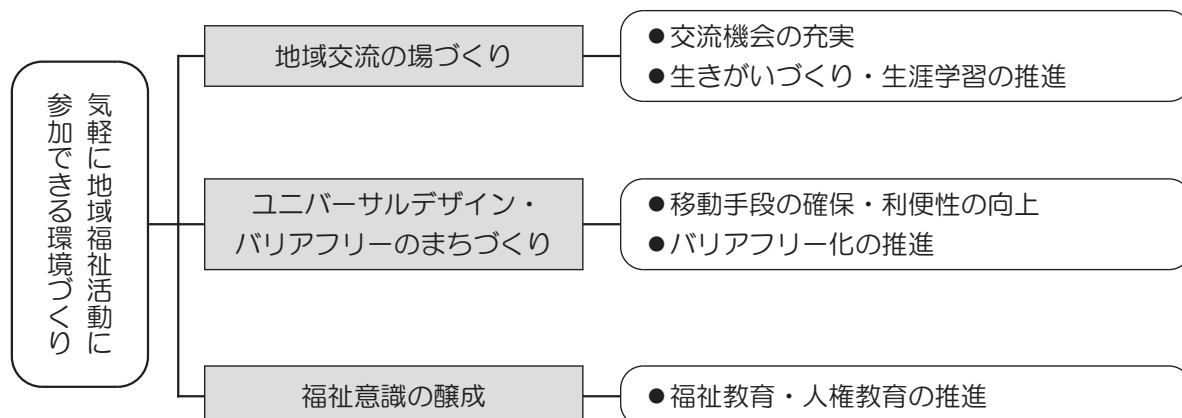 気軽に地域福祉活動に
参加できる環境づくり
地域交流の場づくり
●交流機会の充実
●生きがいづくり・生涯学習の推進
ユニバーサルデザイン・
バリアフリーのまちづくり
●移動手段の確保・利便性の向上
●バリアフリー化の推進
福祉意識の醸成
●福祉教育・人権教育の推進